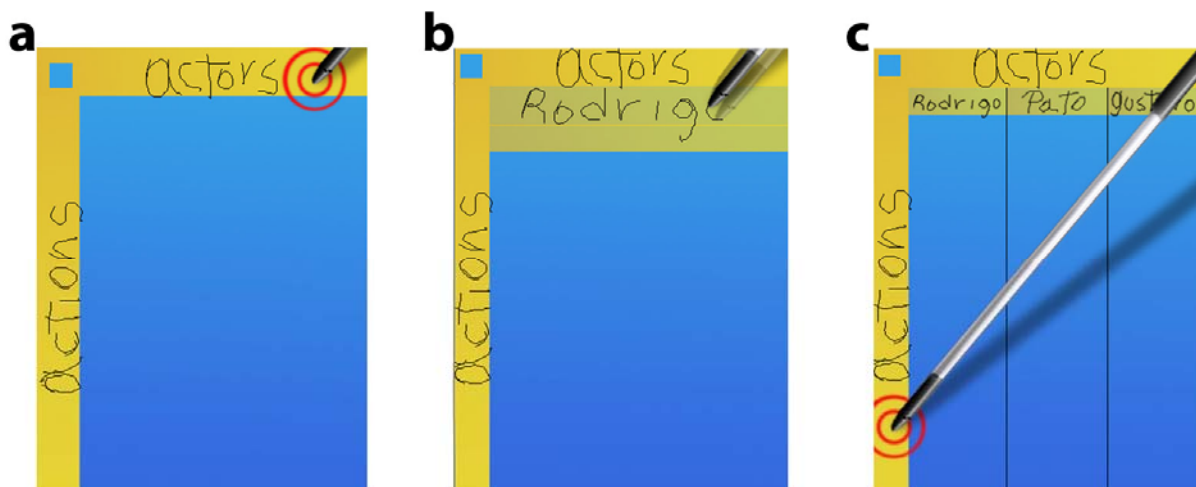 a
actors
actions
b
actors
Rodrigo
actions
c
actors
Rodrigo Pato
actions